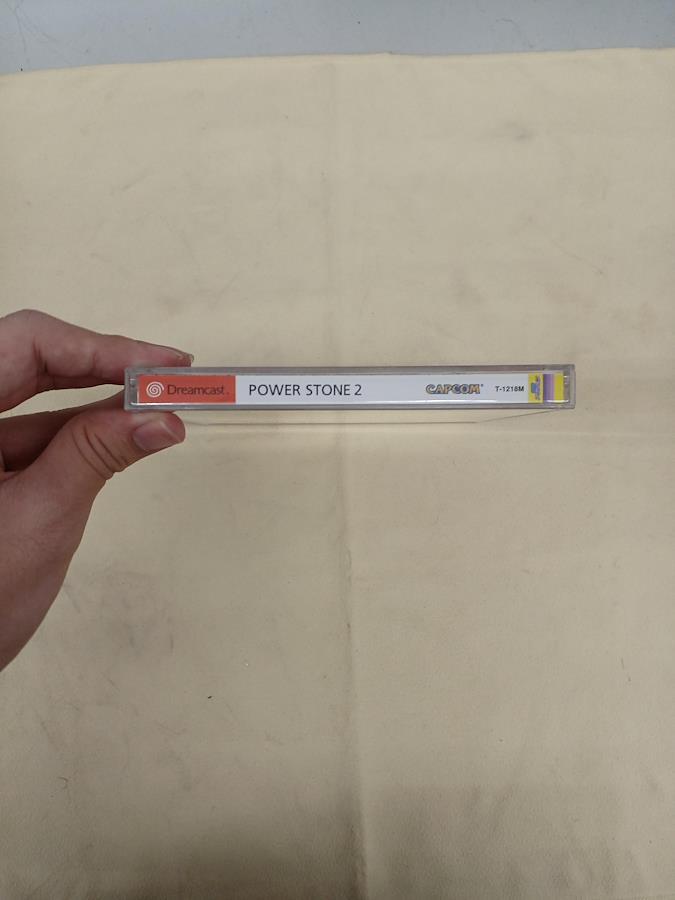 Dreamcast. POWER STONE 2 CAPCOM® T-1218M